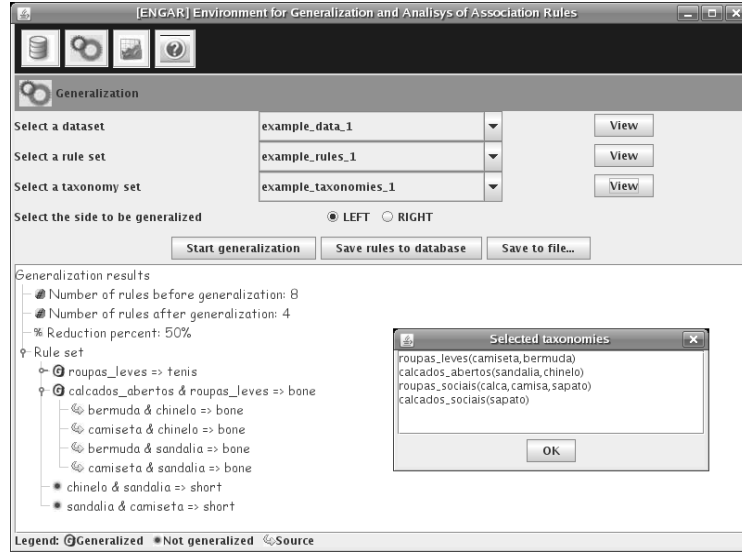 [ENGAR] Environment for Generalization and Analisys of Association Rules
Generalization
Select a dataset example_data_1 View
Select a rule set example_rules_1 View
Select a taxonomy set example_taxonomies_1 View
Select the side to be generalized LEFT RIGHT
Start generalization Save rules to database Save to file...
Generalization results
Number of rules before generalization: 8
Number of rules after generalization: 4
% Reduction percent: 50%
Rule set
G roupas_leves => tenis
G calcados_abertos & roupas_leves => bone
bermuda & chinelo => bone
camiseta & chinelo => bone
bermuda & sandalia => bone
camiseta & sandalia => bone
chinelo & sandalia => short
sandalia & camiseta => short
Selected taxonomies
roupas_leves(camiseta,bermuda)
calcados_abertos(sandalia,chinelo)
roupas_sociais(calca,camisa,sapato)
calcados_sociais(sapato)
OK
Legend: G Generalized Not generalized Source